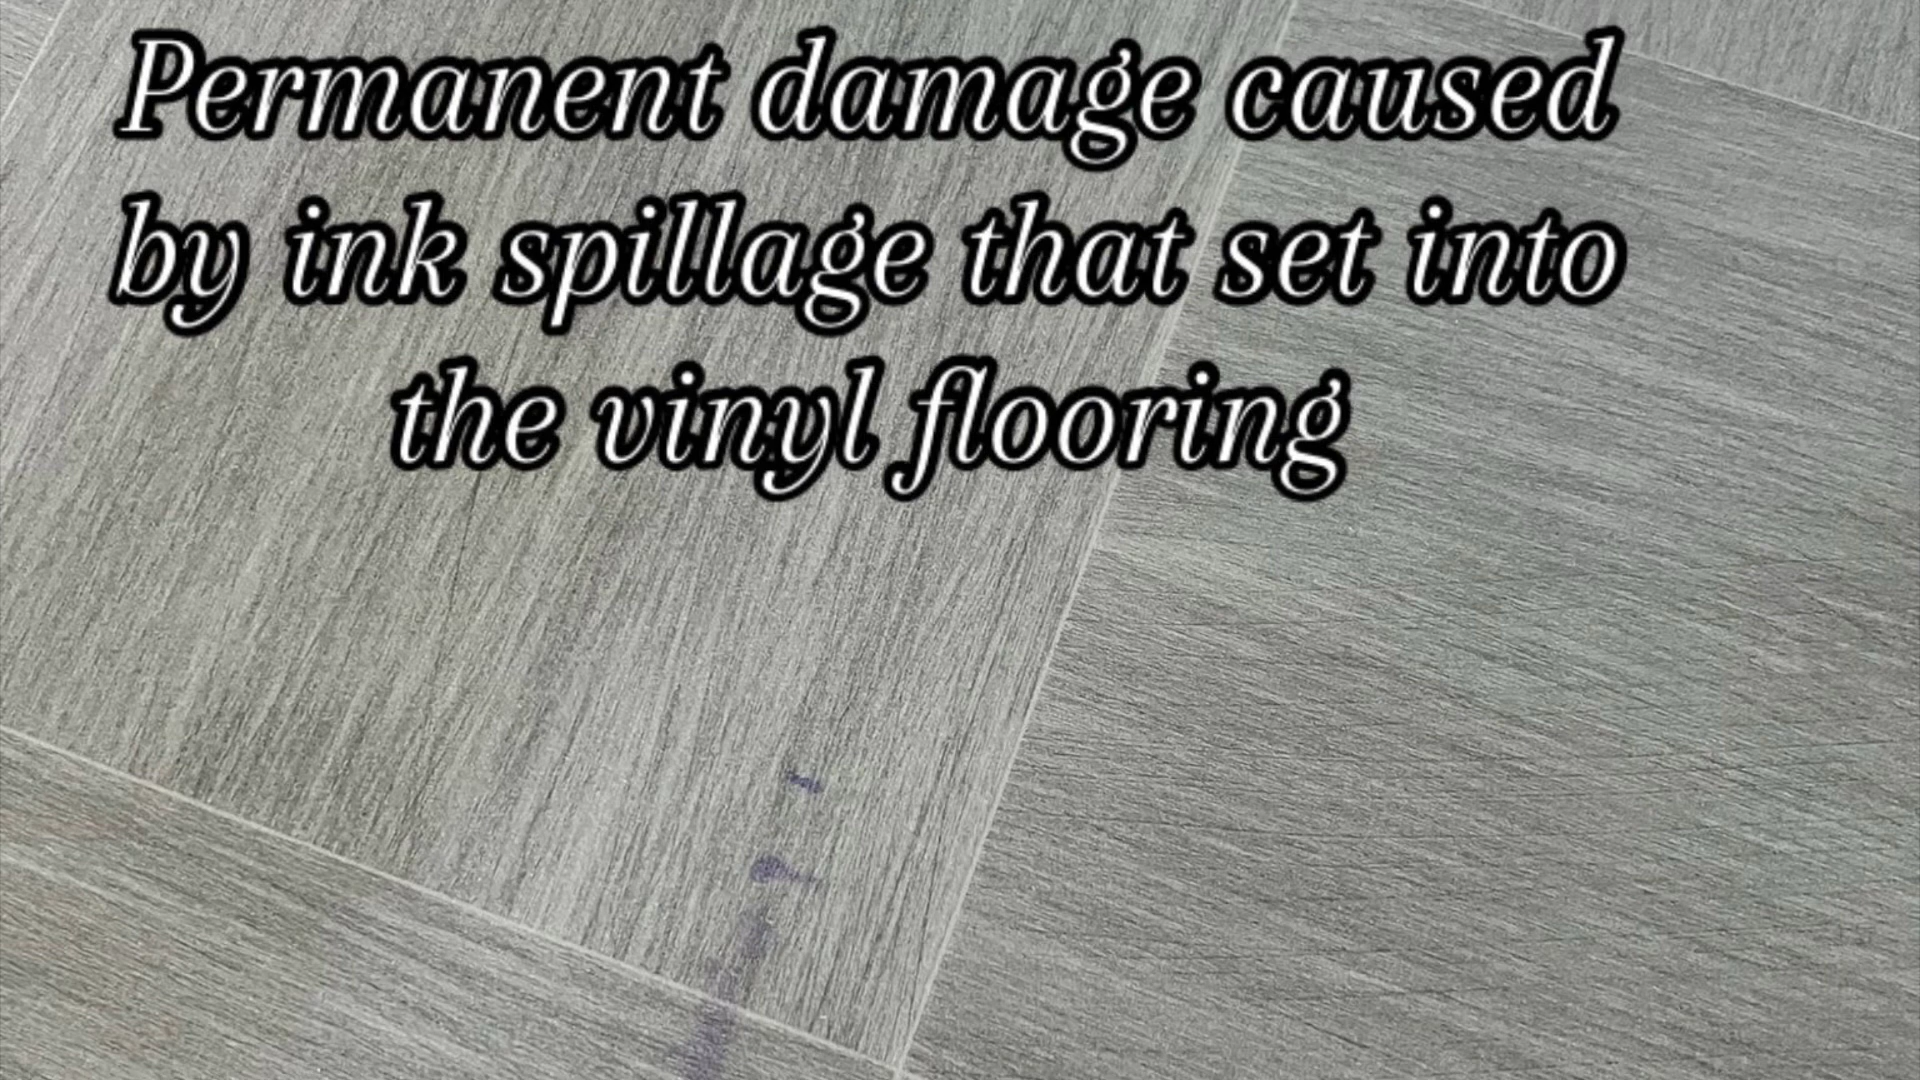 Permanent damage caused
by ink spillage that set into
the vinyl flooring